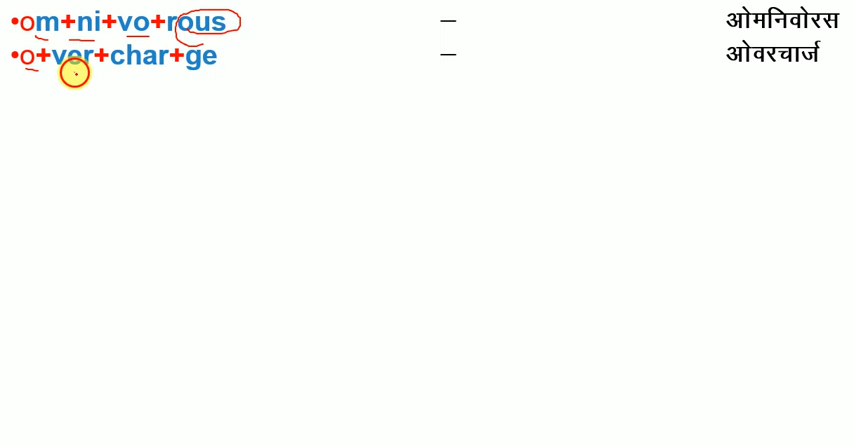 •om+ni+vo+rous – ओमनिवोरस
•o+ver+char+ge – ओवरचार्ज